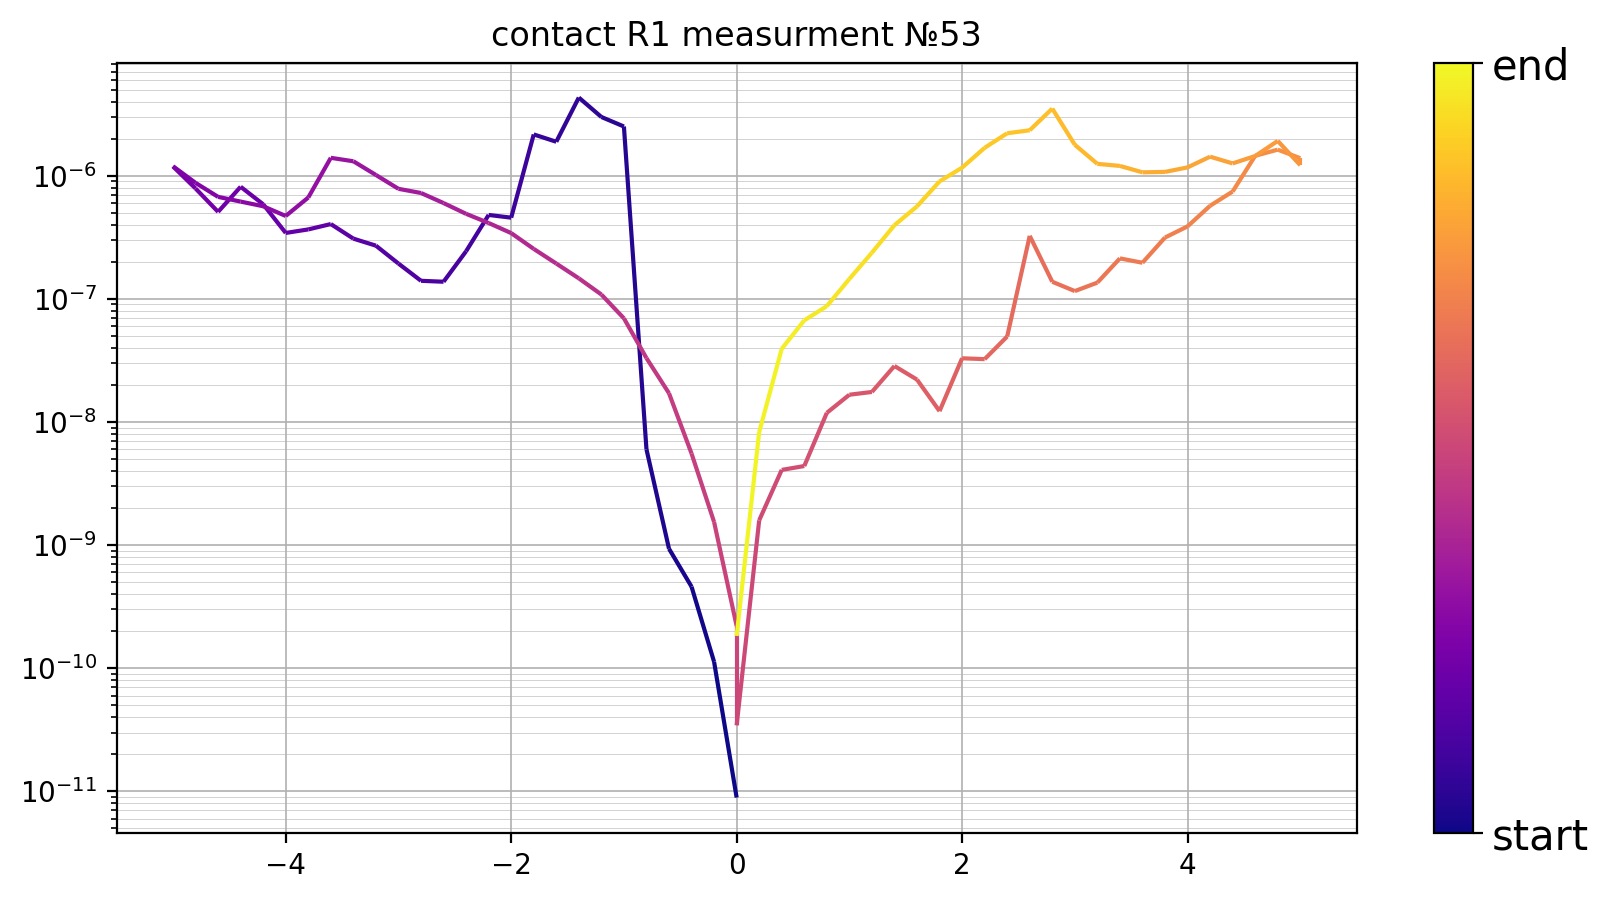 contact R1 measurment №53
10⁻⁶
10⁻⁷
10⁻⁸
10⁻⁹
10⁻¹⁰
10⁻¹¹
−4 −2 0 2 4
end
start